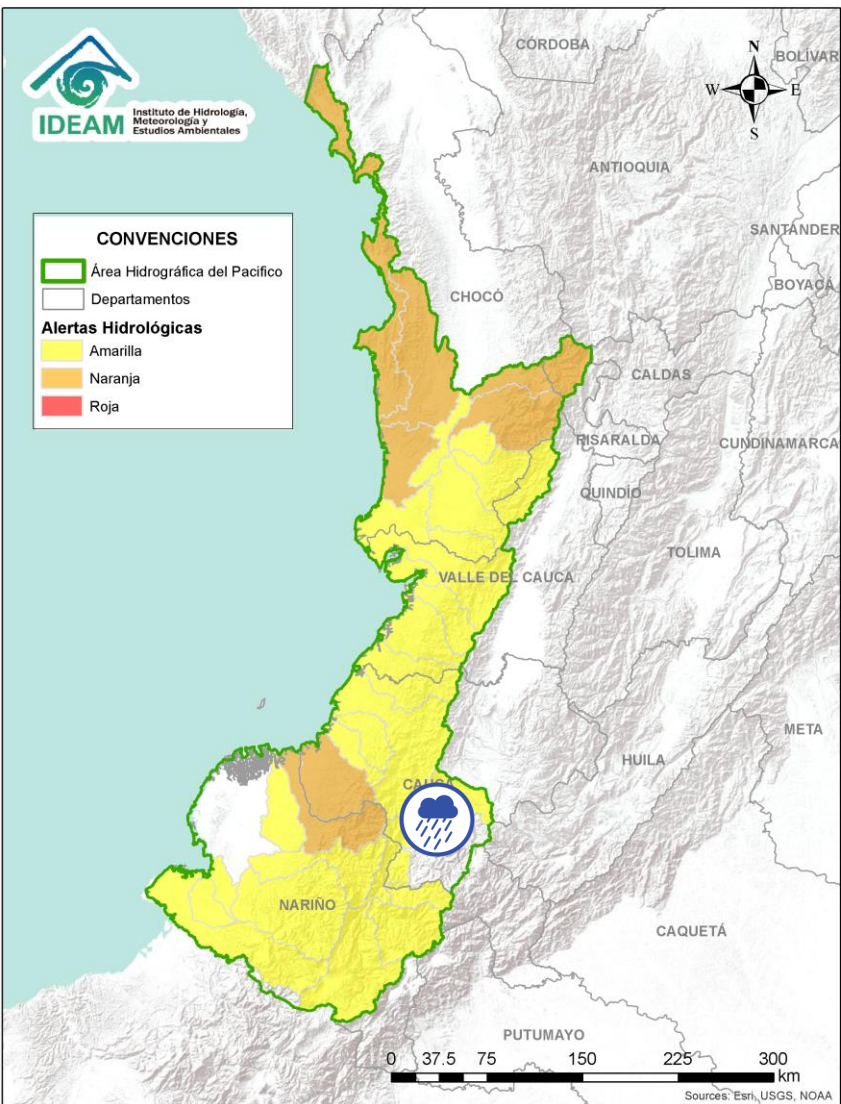 IDEAM
Instituto de Hidrología,
Meteorología y
Estudios Ambientales
CONVENCIONES
Área Hidrográfica del Pacifico
Departamentos
Alertas Hidrológicas
Amarilla
Naranja
Roja
N
W
E
S
CÓRDOBA
BOLÍVAR
ANTIOQUIA
SANTANDER
BOYACÁ
CHOCÓ
CALDAS
RISARALDA
CUNDINAMARCA
QUINDÍO
TOLIMA
VALLE DEL CAUCA
META
HUILA
CAUCA
NARIÑO
CAQUETÁ
PUTUMAYO
0 37.5 75 150 225 300
km
Sources: Esri, USGS, NOAA